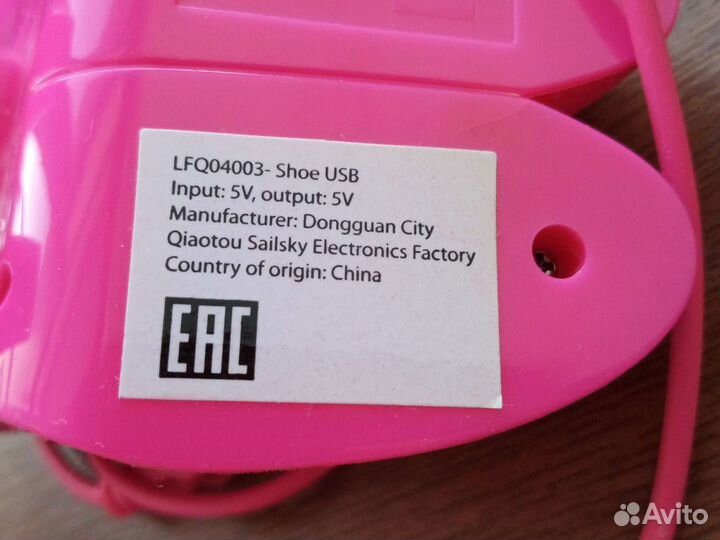 LFQ04003- Shoe USB
Input: 5V, output: 5V
Manufacturer: Dongguan City
Qiaotou Sailsky Electronics Factory
Country of origin: China
EAC
Avito